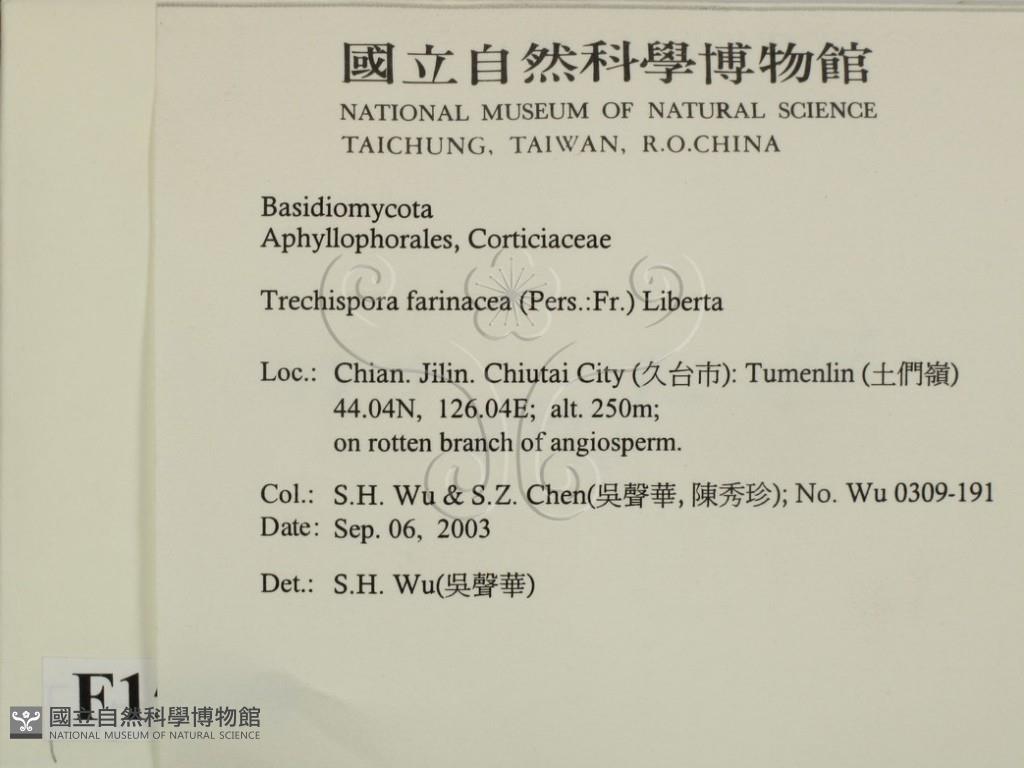 國立自然科學博物館
NATIONAL MUSEUM OF NATURAL SCIENCE
TAICHUNG, TAIWAN, R.O.CHINA
Basidiomycota
Aphyllophorales, Corticiaceae
Trechispora farinacea (Pers.:Fr.) Liberta
Loc.: Chian. Jilin. Chiutai City (久台市): Tumenlin (土們嶺)
44.04N, 126.04E; alt. 250m;
on rotten branch of angiosperm.
Col.: S.H. Wu & S.Z. Chen(吳聲華, 陳秀珍); No. Wu 0309-191
Date: Sep. 06, 2003
Det.: S.H. Wu(吳聲華)
F1
國立自然科學博物館
NATIONAL MUSEUM OF NATURAL SCIENCE